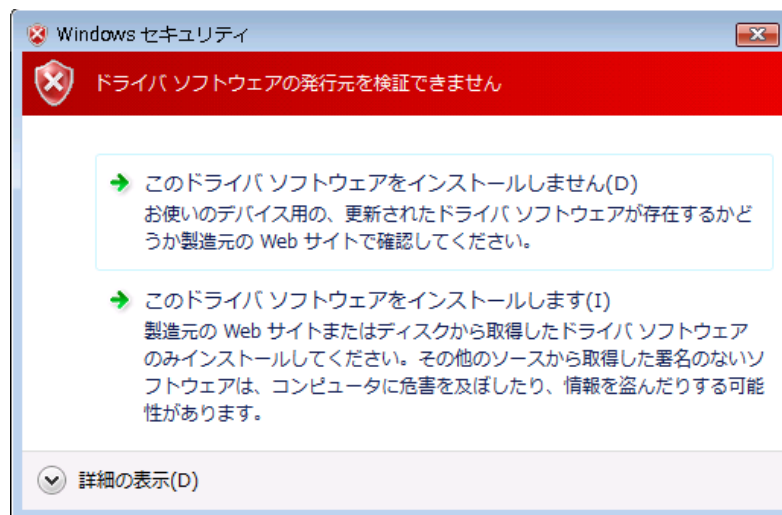 Windows セキュリティ
ドライバ ソフトウェアの発行元を検証できません
このドライバ ソフトウェアをインストールしません(D)
お使いのデバイス用の、更新されたドライバ ソフトウェアが存在するかど
うか製造元の Web サイトで確認してください。
このドライバ ソフトウェアをインストールします(I)
製造元の Web サイトまたはディスクから取得したドライバ ソフトウェア
のみインストールしてください。その他のソースから取得した署名のないソ
フトウェアは、コンピュータに危害を及ぼしたり、情報を盗んだりする可能
性があります。
詳細の表示(D)